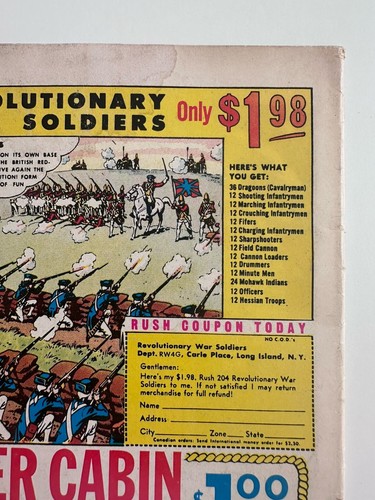 OLUTIONARY
SOLDIERS
Only $1.98
ON ITS OWN BASE
THE BRITISH RED-
IVE AGAIN THE
ITION! FORM
OF FUN
HERE'S WHAT
YOU GET:
36 Dragoons (Cavalryman)
12 Shooting Infantrymen
12 Marching Infantrymen
12 Crouching Infantrymen
12 Fifers
12 Charging Infantrymen
12 Sharpshooters
12 Field Cannon
12 Cannon Loaders
12 Drummers
12 Minute Men
24 Mohawk Indians
12 Officers
12 Hessian Troops
RUSH COUPON TODAY
NO C.O.D.'s
Revolutionary War Soldiers
Dept. RW4G, Carle Place, Long Island, N. Y.
Gentlemen:
Here's my $1.98. Rush 204 Revolutionary War
Soldiers to me. If not satisfied I may return
merchandise for full refund!
Name
Address
City Zone State
Canadian orders: Send International money order for $2.50.
ER CABIN
$1.00